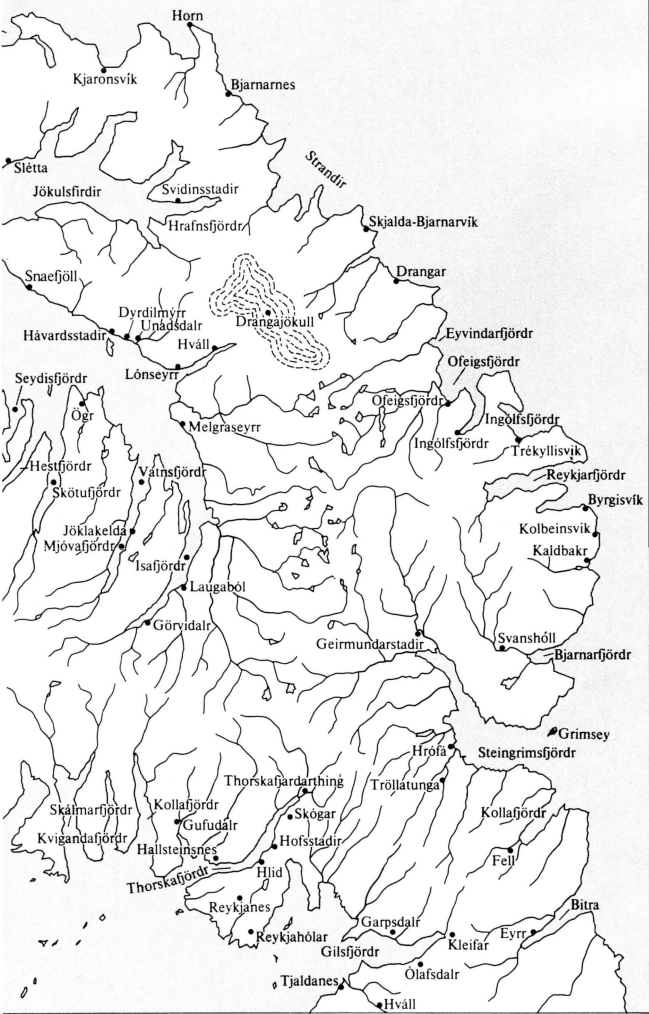 Horn
Kjaronsvík
Bjarnarnes
Slétta
Strandir
Jökulsfirdir
Svidinsstadir
Hrafnsfjördr
Skjalda-Bjarnarvík
Snaefjöll
Drangar
Dyrdilmýrr
Unadsdalr
Drangajökull
Hávardsstadir
Hváll
Eyvindarfjördr
Lónseyrr
Ofeigsfjördr
Seydisfjördr
Ögr
Ofeigsfjördr
Ingólfsfjördr
Melgraseyrr
Ingólfsfjördr
Trékyllisvík
Hestfjördr
Vatnsfjördr
Reykjarfjördr
Skötufjördr
Byrgisvík
Jöklakelda
Kolbeinsvik
Mjóvafjördr
Kaldbakr
Isafjördr
Laugaból
Görvidalr
Geirmundarstadir
Svanshóll
Bjarnarfjördr
Grimsey
Hrófá
Steingrimsfjördr
Thorskafjardarthing
Tröllatunga
Skálmarfjördr
Kollafjördr
Skógar
Kollafjördr
Gufudalr
Kvigandafjördr
Hofsstadir
Hallsteinsnes
Fell
Thorskafjördr
Hlid
Reykjanes
Bitra
Garpsdalr
Reykjahólar
Kleifar
Eyrr
Gilsfjördr
Ólafsdalr
Tjaldanes
Hváll